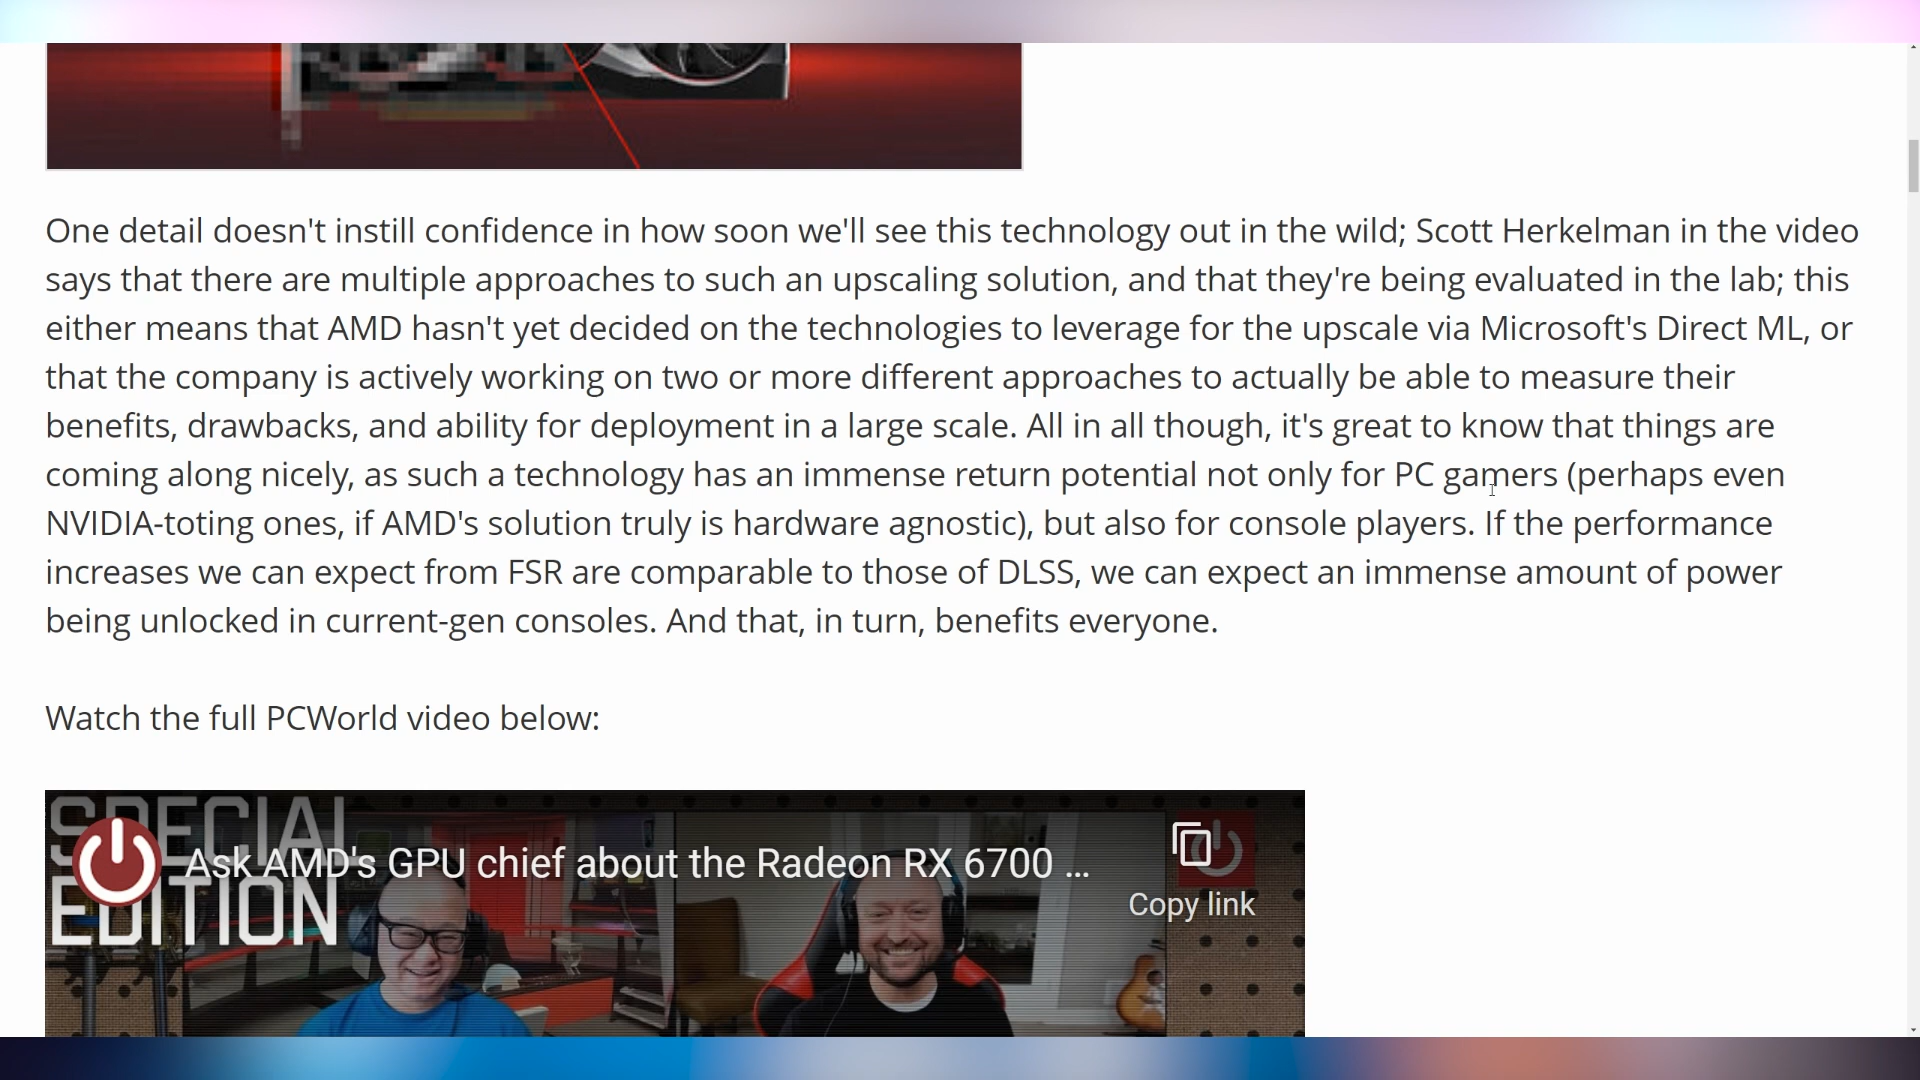 One detail doesn't instill confidence in how soon we'll see this technology out in the wild; Scott Herkelman in the video
says that there are multiple approaches to such an upscaling solution, and that they're being evaluated in the lab; this
either means that AMD hasn't yet decided on the technologies to leverage for the upscale via Microsoft's Direct ML, or
that the company is actively working on two or more different approaches to actually be able to measure their
benefits, drawbacks, and ability for deployment in a large scale. All in all though, it's great to know that things are
coming along nicely, as such a technology has an immense return potential not only for PC gamers (perhaps even
NVIDIA-toting ones, if AMD's solution truly is hardware agnostic), but also for console players. If the performance
increases we can expect from FSR are comparable to those of DLSS, we can expect an immense amount of power
being unlocked in current-gen consoles. And that, in turn, benefits everyone.
Watch the full PCWorld video below:
SPECIAL
EDITION
Ask AMD's GPU chief about the Radeon RX 6700 ...
Copy link